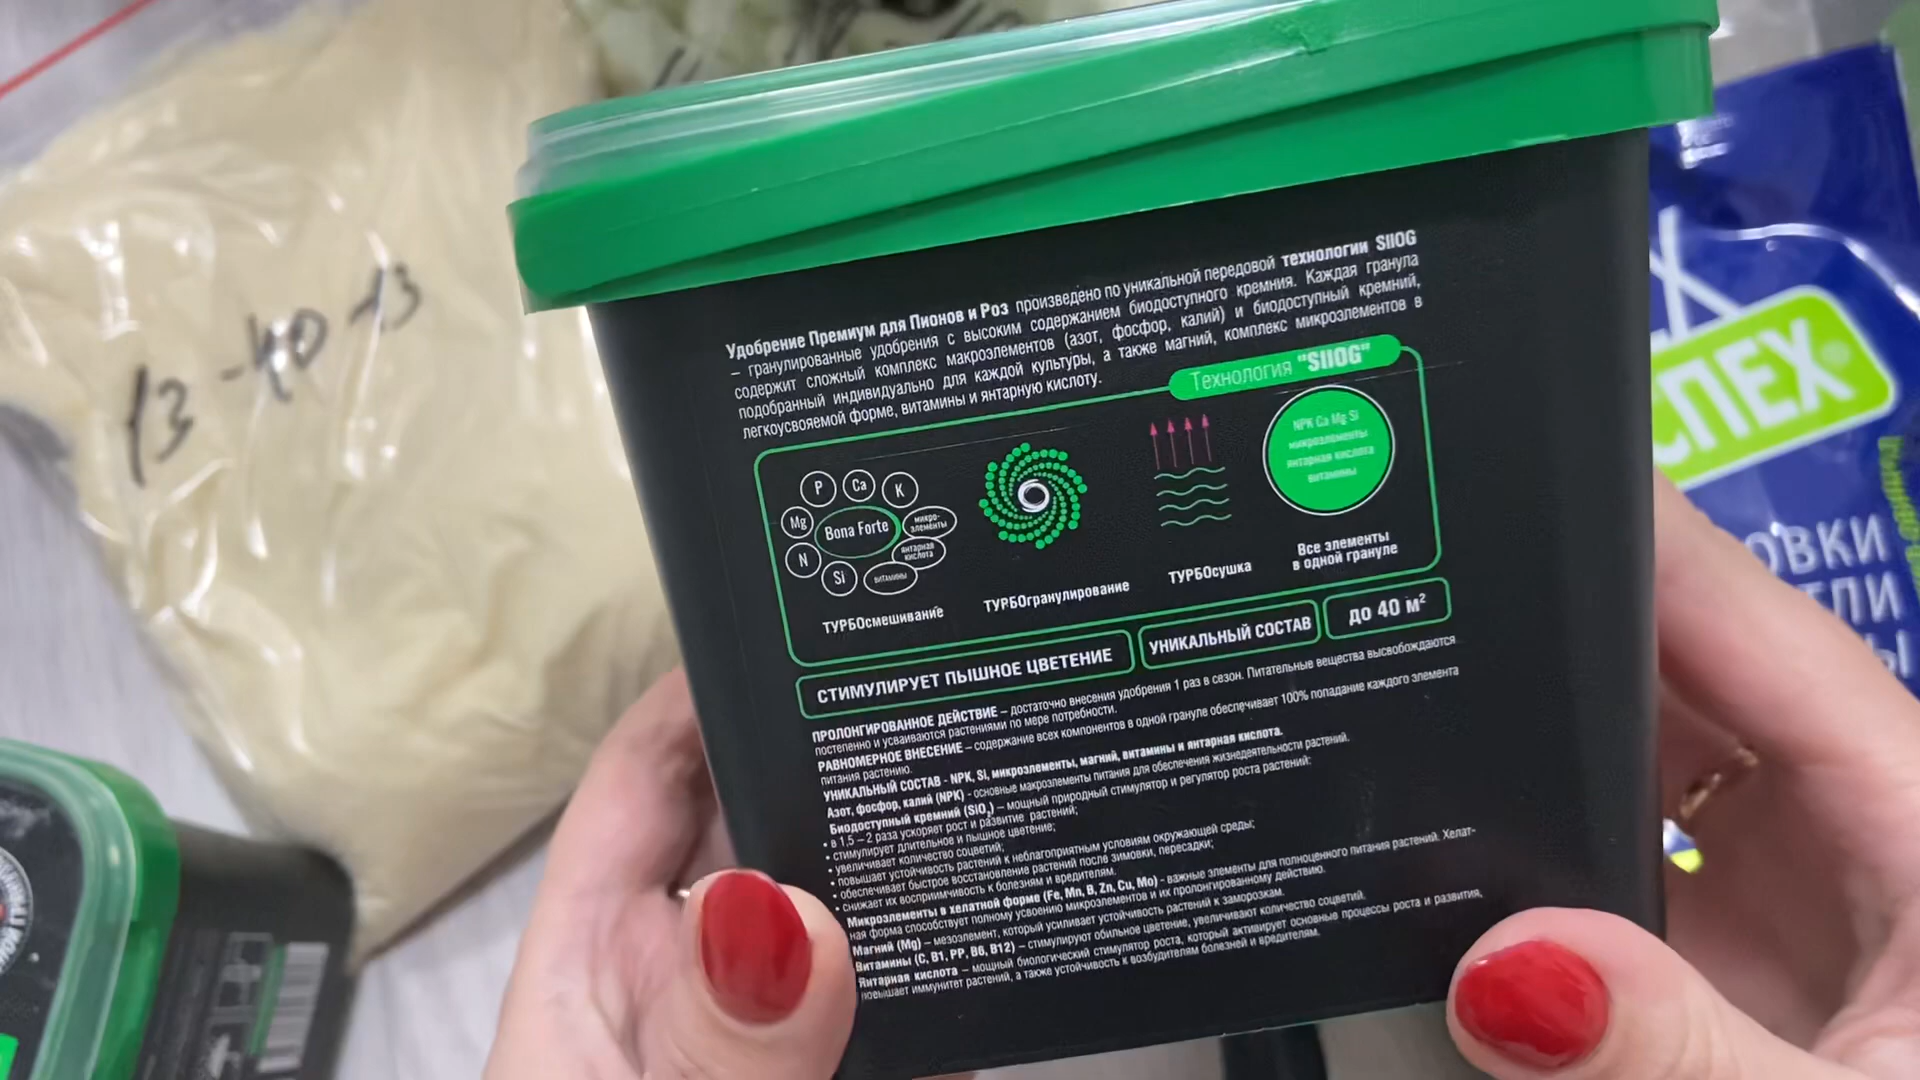 13-40-13
Удобрение Премиум для Пионов и Роз произведено по уникальной передовой технологии SIIOG
– гранулированные удобрения с высоким содержанием биодоступного кремния. Каждая гранула
содержит сложный комплекс макроэлементов (азот, фосфор, калий) и биодоступный кремний,
подобранный индивидуально для каждой культуры, а также магний, комплекс микроэлементов в
легкоусвояемой форме, витамины и янтарную кислоту.
Технология "SIIOG"
P
Ca
K
Mg
Bona Forte
микро-
элементы
N
янтарная
кислота
Si
витамины
NPK Ca Mg Si
микроэлементы
янтарная кислота
витамины
ТУРБОсмешивание
ТУРБОгранулирование
ТУРБОсушка
Все элементы
в одной грануле
СТИМУЛИРУЕТ ПЫШНОЕ ЦВЕТЕНИЕ
УНИКАЛЬНЫЙ СОСТАВ
до 40 м²
ПРОЛОНГИРОВАННОЕ ДЕЙСТВИЕ – достаточно внесения удобрения 1 раз в сезон. Питательные вещества высвобождаются
постепенно и усваиваются растениями по мере потребности.
РАВНОМЕРНОЕ ВНЕСЕНИЕ – содержание всех компонентов в одной грануле обеспечивает 100% попадание каждого элемента
питания растению.
УНИКАЛЬНЫЙ СОСТАВ - NPK, Si, микроэлементы, магний, витамины и янтарная кислота.
Азот, фосфор, калий (NPK) - основные макроэлементы питания для обеспечения жизнедеятельности растений.
Биодоступный кремний (SiO₂) – мощный природный стимулятор и регулятор роста растений:
• в 1,5 – 2 раза ускоряет рост и развитие растений;
• стимулирует длительное и пышное цветение;
• увеличивает количество соцветий;
• повышает устойчивость растений к неблагоприятным условиям окружающей среды;
• обеспечивает быстрое восстановление растений после зимовки, пересадки;
• снижает их восприимчивость к болезням и вредителям.
Микроэлементы в хелатной форме (Fe, Mn, B, Zn, Cu, Mo) - важные элементы для полноценного питания растений. Хелат-
ная форма способствует полному усвоению микроэлементов и их пролонгированному действию.
Магний (Mg) – мезоэлемент, который усиливает устойчивость растений к заморозкам.
Витамины (C, B1, PP, B6, B12) – стимулируют обильное цветение, увеличивают количество соцветий.
Янтарная кислота – мощный биологический стимулятор роста, который активирует основные процессы роста и развития,
повышает иммунитет растений, а также устойчивость к возбудителям болезней и вредителям.
СПЕХ
ОВКИ